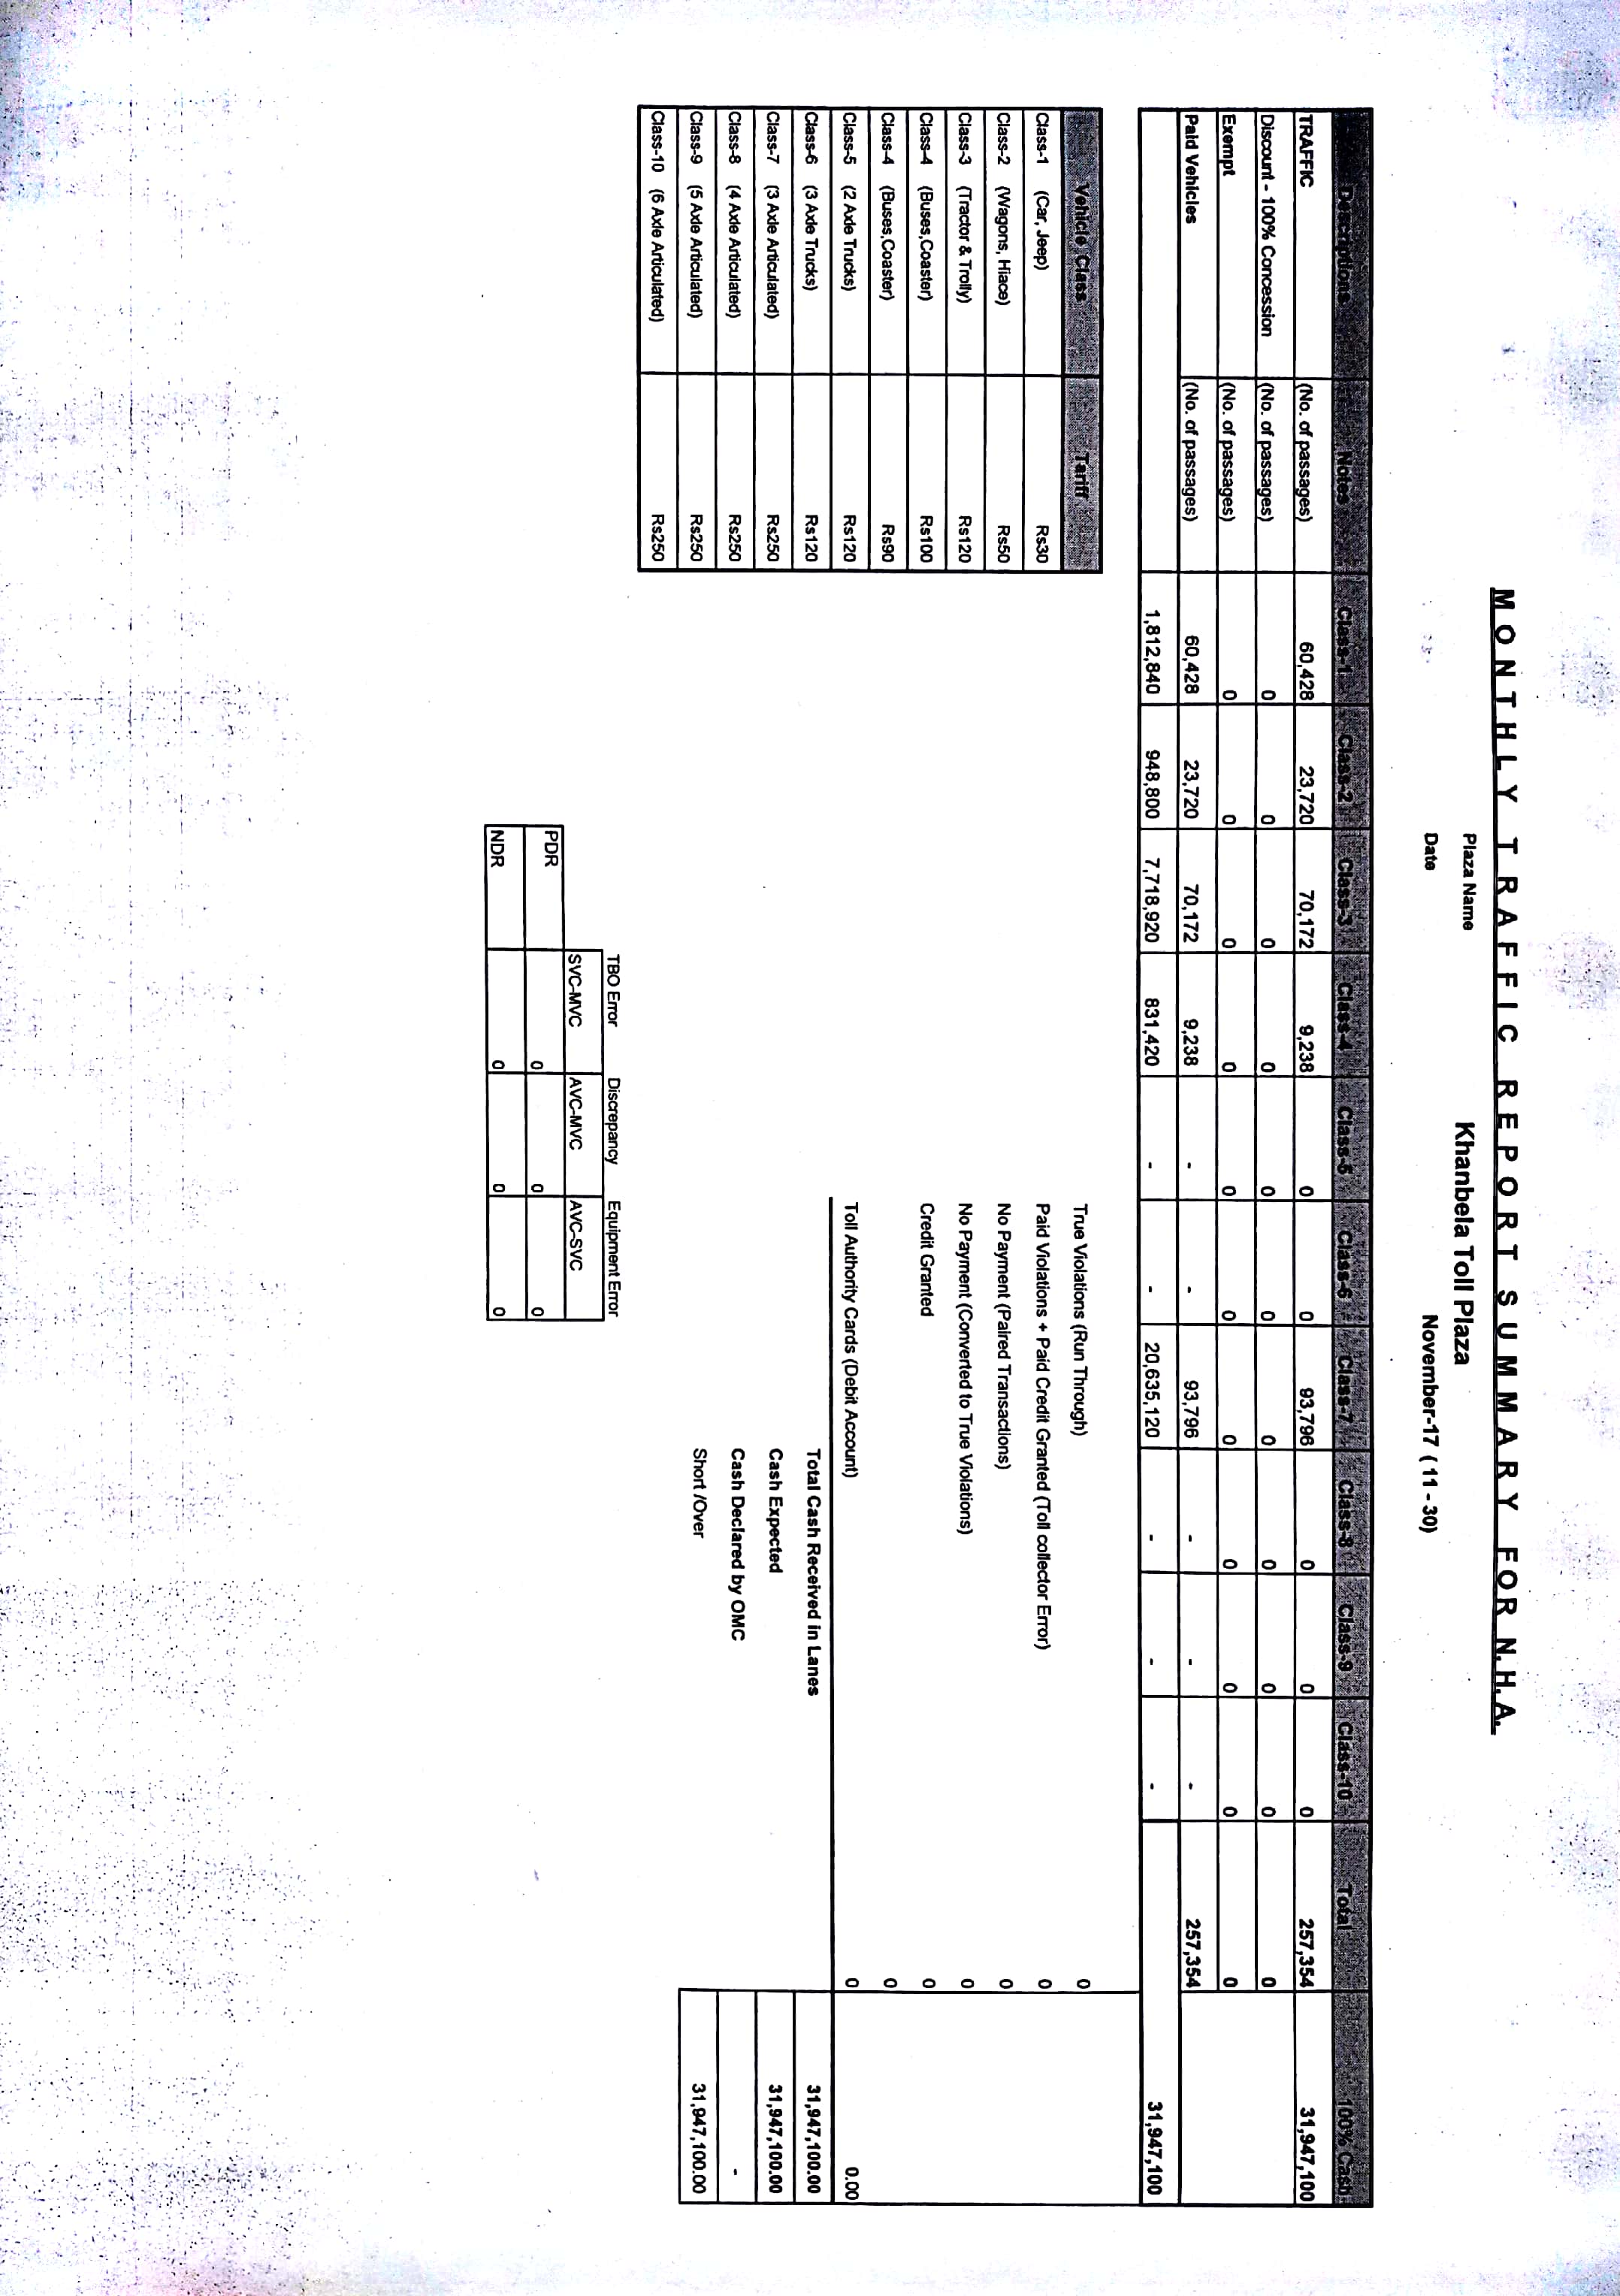 MONTHLY TRAFFIC REPORT SUMMARY FOR N.H.A.
Plaza Name Khanbela Toll Plaza
Date November-17 ( 11 - 30)
Descriptions Notes Class-1 Class-2 Class-3 Class-4 Class-5 Class-6 Class-7 Class-8 Class-9 Class-10 Total 100% Cash
TRAFFIC (No. of passages) 60,428 23,720 70,172 9,238 0 0 93,796 0 0 0 257,354 31,947,100
Discount - 100% Concession (No. of passages) 0 0 0 0 0 0 0 0 0 0 0
Exempt (No. of passages) 0 0 0 0 0 0 0 0 0 0 0
Paid Vehicles (No. of passages) 60,428 23,720 70,172 9,238 - - 93,796 - - - 257,354
1,812,840 948,800 7,718,920 831,420 - - 20,635,120 - - - 31,947,100
Vehicle Class Tariff
Class-1 (Car, Jeep) Rs30
Class-2 (Wagons, Hiace) Rs50
Class-3 (Tractor & Trolly) Rs120
Class-4 (Buses,Coaster) Rs100
Class-4 (Buses,Coaster) Rs90
Class-5 (2 Axle Trucks) Rs120
Class-6 (3 Axle Trucks) Rs120
Class-7 (3 Axle Articulated) Rs250
Class-8 (4 Axle Articulated) Rs250
Class-9 (5 Axle Articulated) Rs250
Class-10 (6 Axle Articulated) Rs250
True Violations (Run Through) 0
Paid Violations + Paid Credit Granted (Toll collector Error) 0
No Payment (Paired Transactions) 0
No Payment (Converted to True Violations) 0
Credit Granted 0
0
Toll Authority Cards (Debit Account) 0 0.00
Total Cash Received in Lanes 31,947,100.00
Cash Expected 31,947,100.00
Cash Declared by OMC -
Short /Over 31,947,100.00
TBO Error Discrepancy Equipment Error
SVC-MVC AVC-MVC AVC-SVC
PDR 0 0 0
NDR 0 0 0